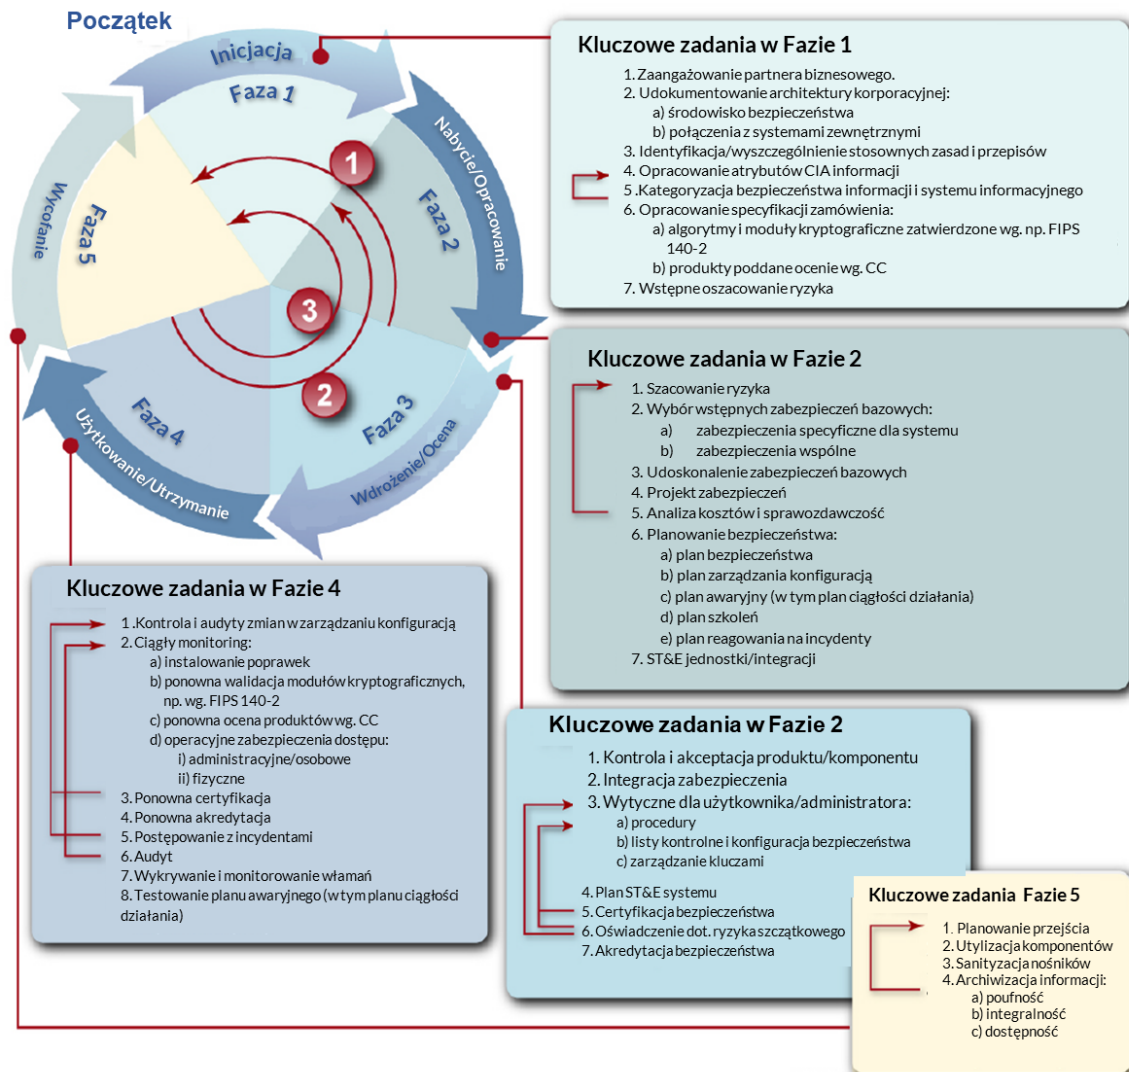 Początek
Inicjacja
Faza 1
Nabycie/Opracowanie
Faza 2
Wdrożenie/Ocena
Faza 3
Użytkowanie/Utrzymanie
Faza 4
Wycofanie
Faza 5
1
3
2
Kluczowe zadania w Fazie 1
1. Zaangażowanie partnera biznesowego.
2. Udokumentowanie architektury korporacyjnej:
a) środowisko bezpieczeństwa
b) połączenia z systemami zewnętrznymi
3. Identyfikacja/wyszczególnienie stosownych zasad i przepisów
4. Opracowanie atrybutów CIA informacji
5. .Kategoryzacja bezpieczeństwa informacji i systemu informacyjnego
6. Opracowanie specyfikacji zamówienia:
a) algorytmy i moduły kryptograficzne zatwierdzone wg. np. FIPS
140-2
b) produkty poddane ocenie wg. CC
7. Wstępne oszacowanie ryzyka
Kluczowe zadania w Fazie 2
1. Szacowanie ryzyka
2. Wybór wstępnych zabezpieczeń bazowych:
a) zabezpieczenia specyficzne dla systemu
b) zabezpieczenia wspólne
3. Udoskonalenie zabezpieczeń bazowych
4. Projekt zabezpieczeń
5. Analiza kosztów i sprawozdawczość
6. Planowanie bezpieczeństwa:
a) plan bezpieczeństwa
b) plan zarządzania konfiguracją
c) plan awaryjny (w tym plan ciągłości działania)
d) plan szkoleń
e) plan reagowania na incydenty
7. ST&E jednostki/integracji
Kluczowe zadania w Fazie 4
1 .Kontrola i audyty zmian w zarządzaniu konfiguracją
2. Ciągły monitoring:
a) instalowanie poprawek
b) ponowna walidacja modułów kryptograficznych,
np. wg. FIPS 140-2
c) ponowna ocena produktów wg. CC
d) operacyjne zabezpieczenia dostępu:
i) administracyjne/osobowe
ii) fizyczne
3. Ponowna certyfikacja
4. Ponowna akredytacja
5. Postępowanie z incydentami
6. Audyt
7. Wykrywanie i monitorowanie włamań
8. Testowanie planu awaryjnego (w tym planu ciągłości
działania)
Kluczowe zadania w Fazie 2
1. Kontrola i akceptacja produktu/komponentu
2. Integracja zabezpieczenia
3. Wytyczne dla użytkownika/administratora:
a) procedury
b) listy kontrolne i konfiguracja bezpieczeństwa
c) zarządzanie kluczami
4. Plan ST&E systemu
5. Certyfikacja bezpieczeństwa
6. Oświadczenie dot. ryzyka szczątkowego
7. Akredytacja bezpieczeństwa
Kluczowe zadania Fazie 5
1. Planowanie przejścia
2. Utylizacja komponentów
3. Sanityzacja nośników
4. Archiwizacja informacji:
a) poufność
b) integralność
c) dostępność